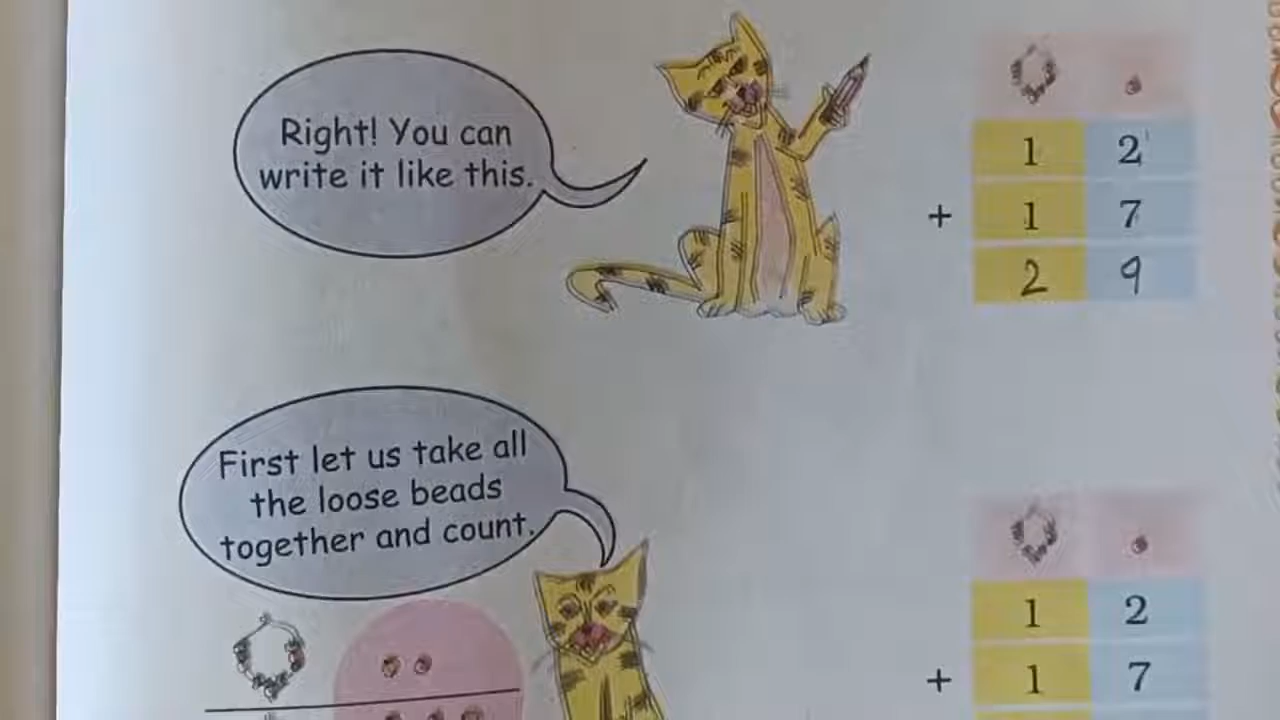 Right! You can
write it like this.
1 2
+ 1 7
2 9
First let us take all
the loose beads
together and count.
1 2
+ 1 7